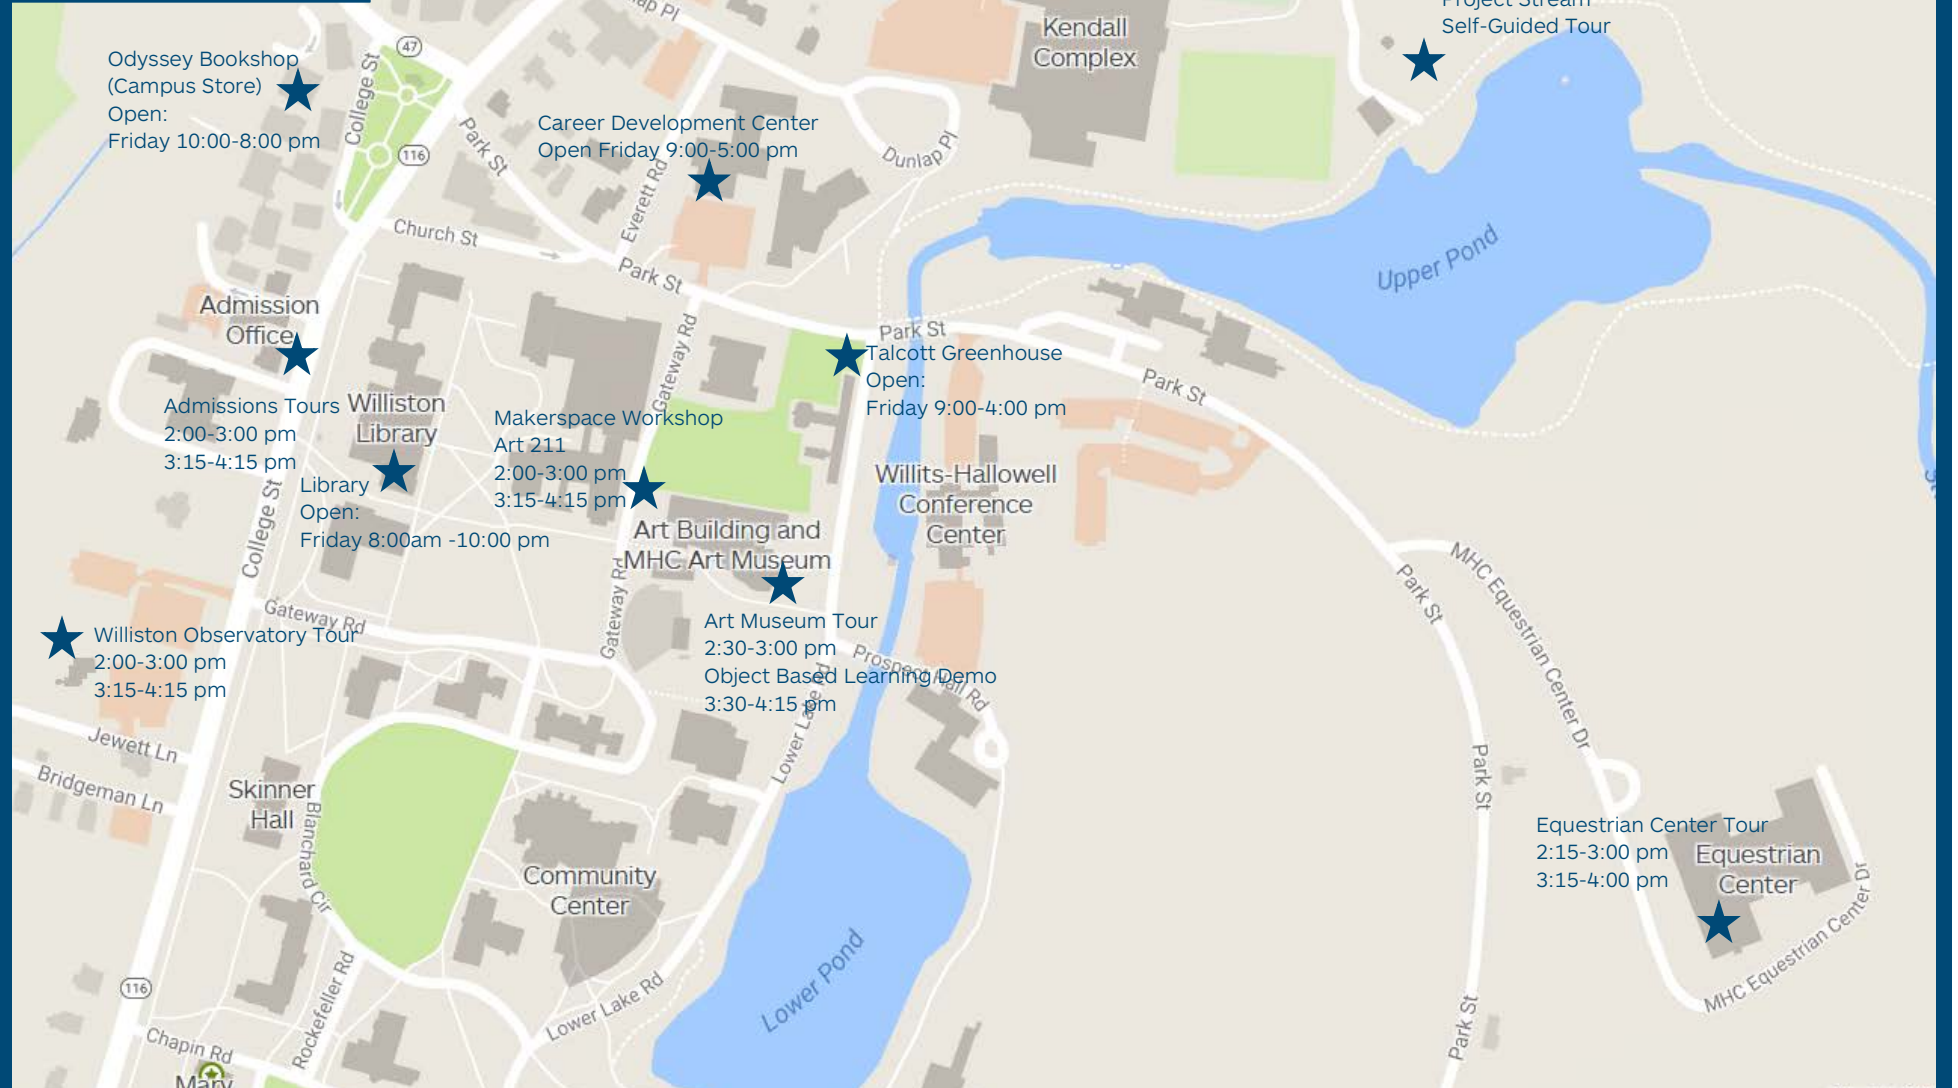 Project Stream
Self-Guided Tour
Kendall
Complex
Odyssey Bookshop
(Campus Store)
Open:
Friday 10:00-8:00 pm
47
College St
116
Park St
Career Development Center
Open Friday 9:00-5:00 pm
Dunlap Pl
Everett Rd
Church St
Park St
Upper Pond
Admission
Office
Gateway Rd
Park St
Talcott Greenhouse
Open:
Friday 9:00-4:00 pm
Park St
Admissions Tours
2:00-3:00 pm
3:15-4:15 pm
Williston
Library
Library
Open:
Friday 8:00am -10:00 pm
Makerspace Workshop
Art 211
2:00-3:00 pm
3:15-4:15 pm
Willits-Hallowell
Conference
Center
College St
Art Building and
MHC Art Museum
Gateway Rd
Gateway Rd
MHC Equestrian Center Dr
Park St
Williston Observatory Tour
2:00-3:00 pm
3:15-4:15 pm
Art Museum Tour
2:30-3:00 pm
Object Based Learning Demo
3:30-4:15 pm
Prospect Hall Rd
Lower Lake Rd
Jewett Ln
Bridgeman Ln
Skinner
Hall
Blanchard Cir
Park St
Equestrian Center Tour
2:15-3:00 pm
3:15-4:00 pm
Equestrian
Center
MHC Equestrian Center Dr
Community
Center
Lower Pond
Lower Lake Rd
116
Rockefeller Rd
Chapin Rd
Park St
Mary